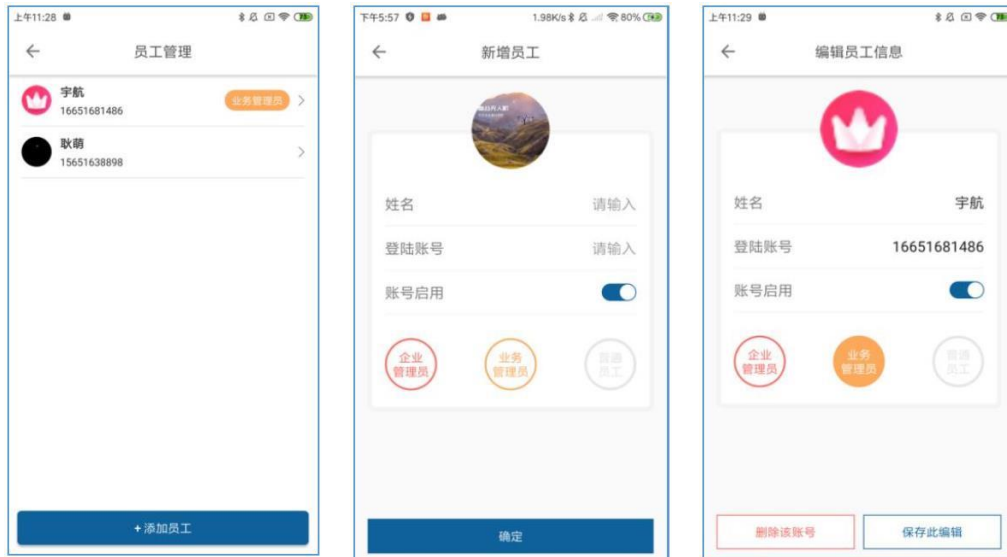 上午11:28
员工管理
宇航
16651681486
业务管理员
耿萌
15651638898
+添加员工
下午5:57
1.98K/s
80%
新增员工
姓名
请输入
登陆账号
请输入
账号启用
企业
管理员
业务
管理员
普通
员工
确定
上午11:29
编辑员工信息
姓名
宇航
登陆账号
16651681486
账号启用
企业
管理员
业务
管理员
普通
员工
删除该账号
保存此编辑